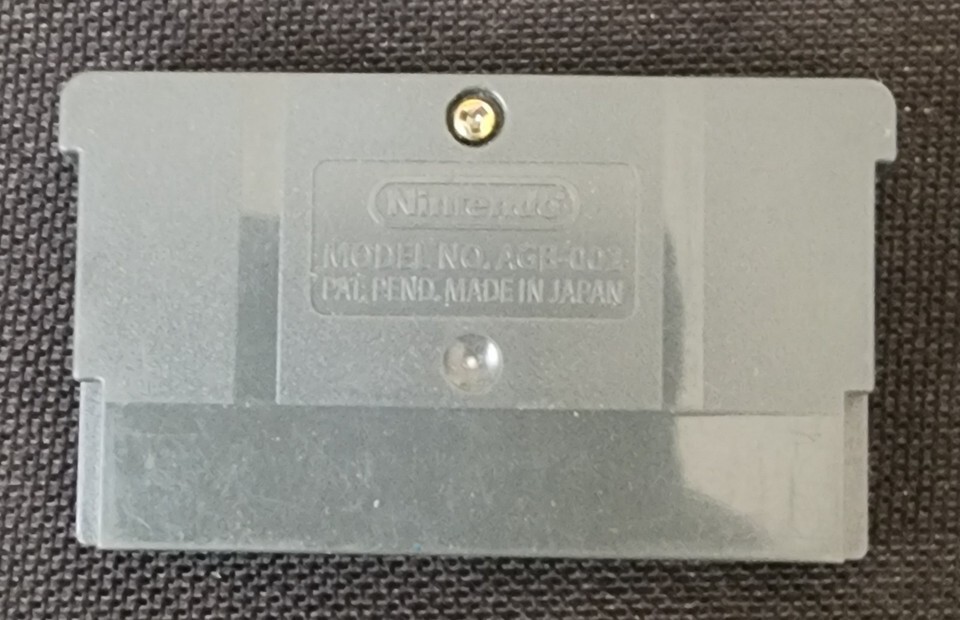 Nintendo
MODEL NO. AGB-002
PAT. PEND. MADE IN JAPAN